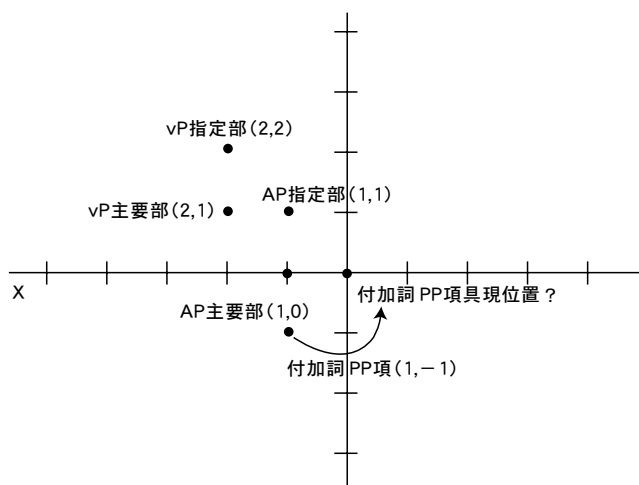 vP指定部(2,2)
AP指定部(1,1)
vP主要部(2,1)
X
付加詞PP項具現位置？
AP主要部(1,0)
付加詞PP項(1,－1)